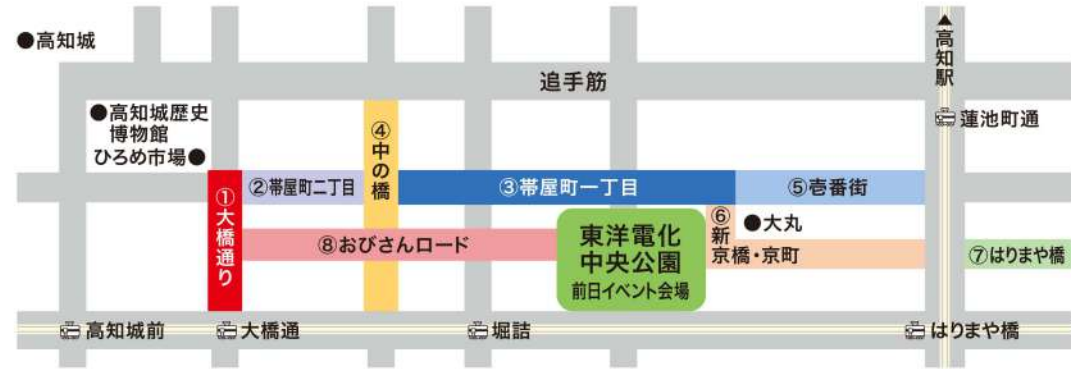 ●高知城
▲高知駅
追手筋
●高知城歴史
博物館
ひろめ市場●
蓮池町通
①大橋通り
②帯屋町二丁目
④中の橋
③帯屋町一丁目
⑤壱番街
⑥新
京橋・京町
●大丸
⑧おびさんロード
東洋電化
中央公園
前日イベント会場
⑦はりまや橋
高知城前
大橋通
堀詰
はりまや橋